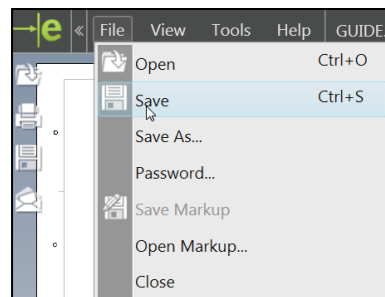 e « File View Tools Help GUIDE.
Open Ctrl+O
Save Ctrl+S
D
Save As...
Password...
Save Markup
Open Markup...
C
Close